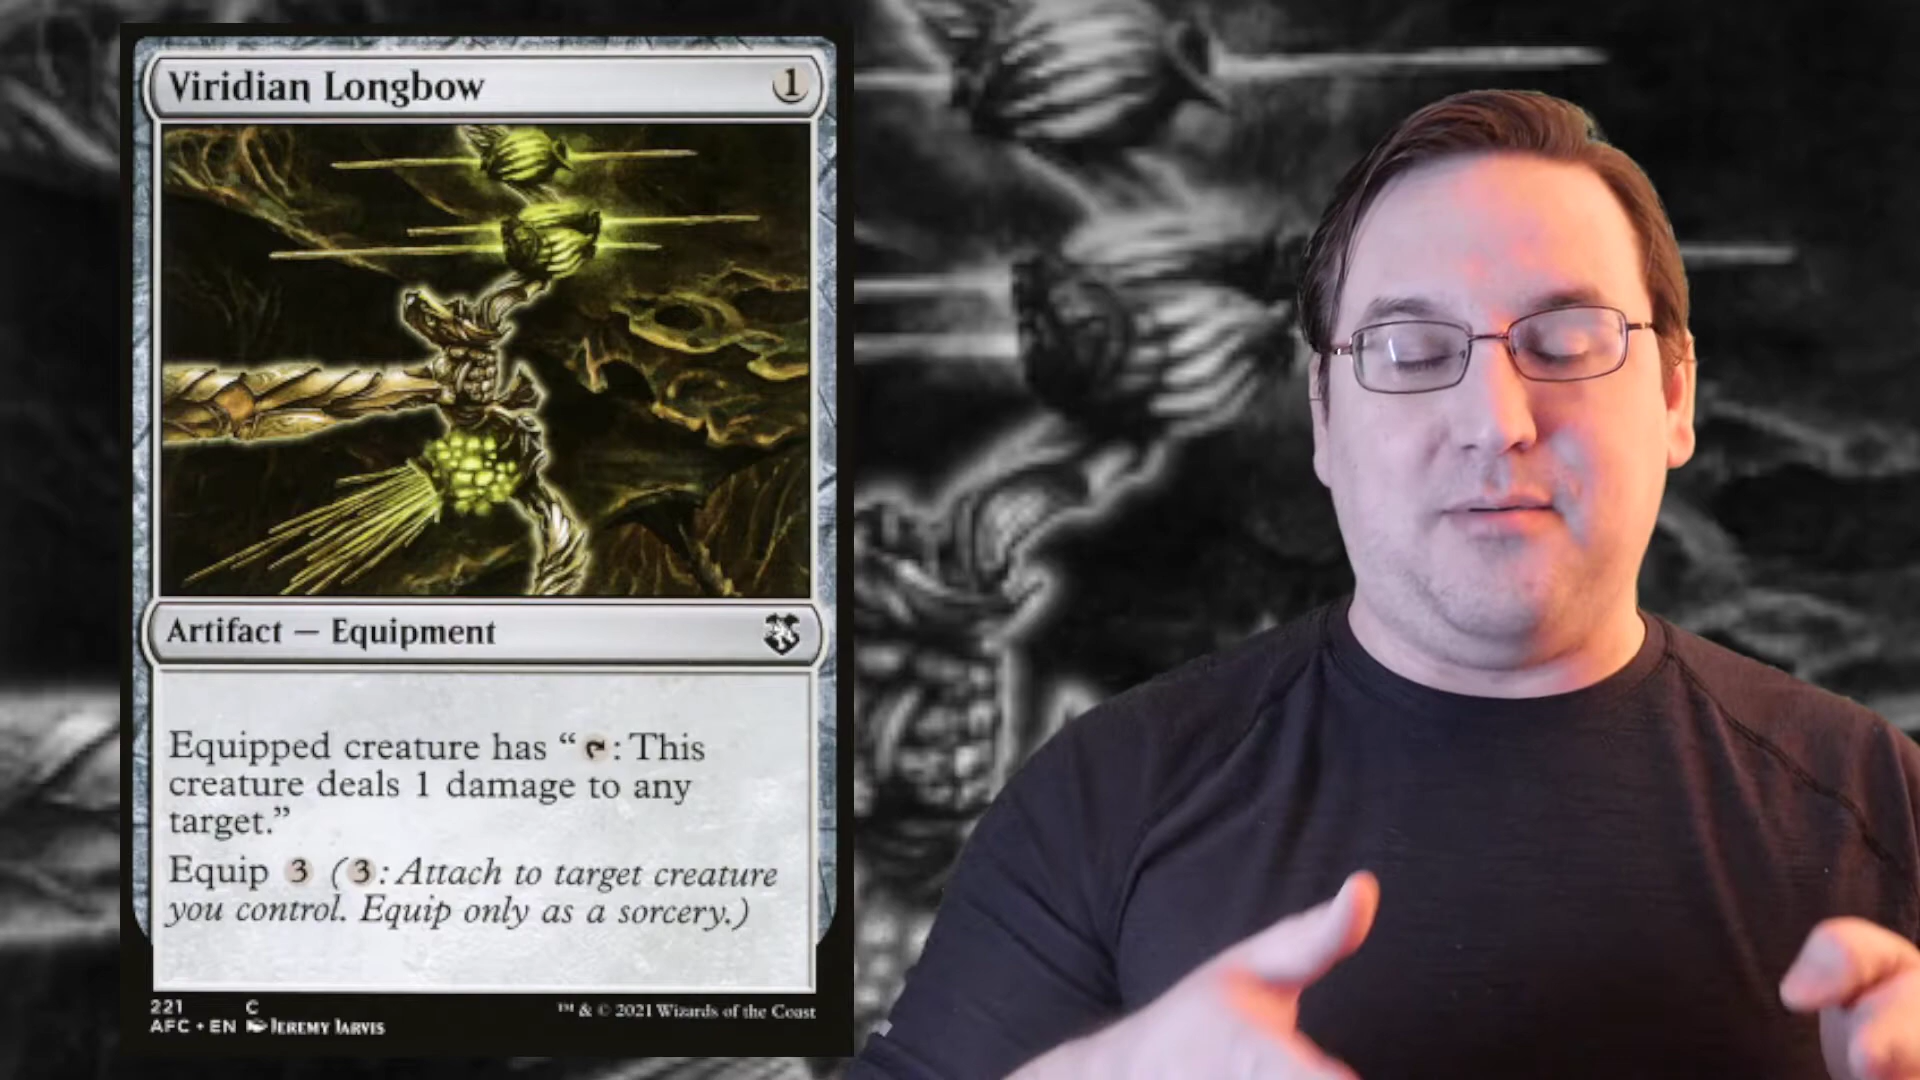 Viridian Longbow 1
Artifact — Equipment
Equipped creature has “ : This
creature deals 1 damage to any
target.”
Equip 3 (3: Attach to target creature
you control. Equip only as a sorcery.)
221 C
AFC • EN JEREMY JARVIS
™ & © 2021 Wizards of the Coast